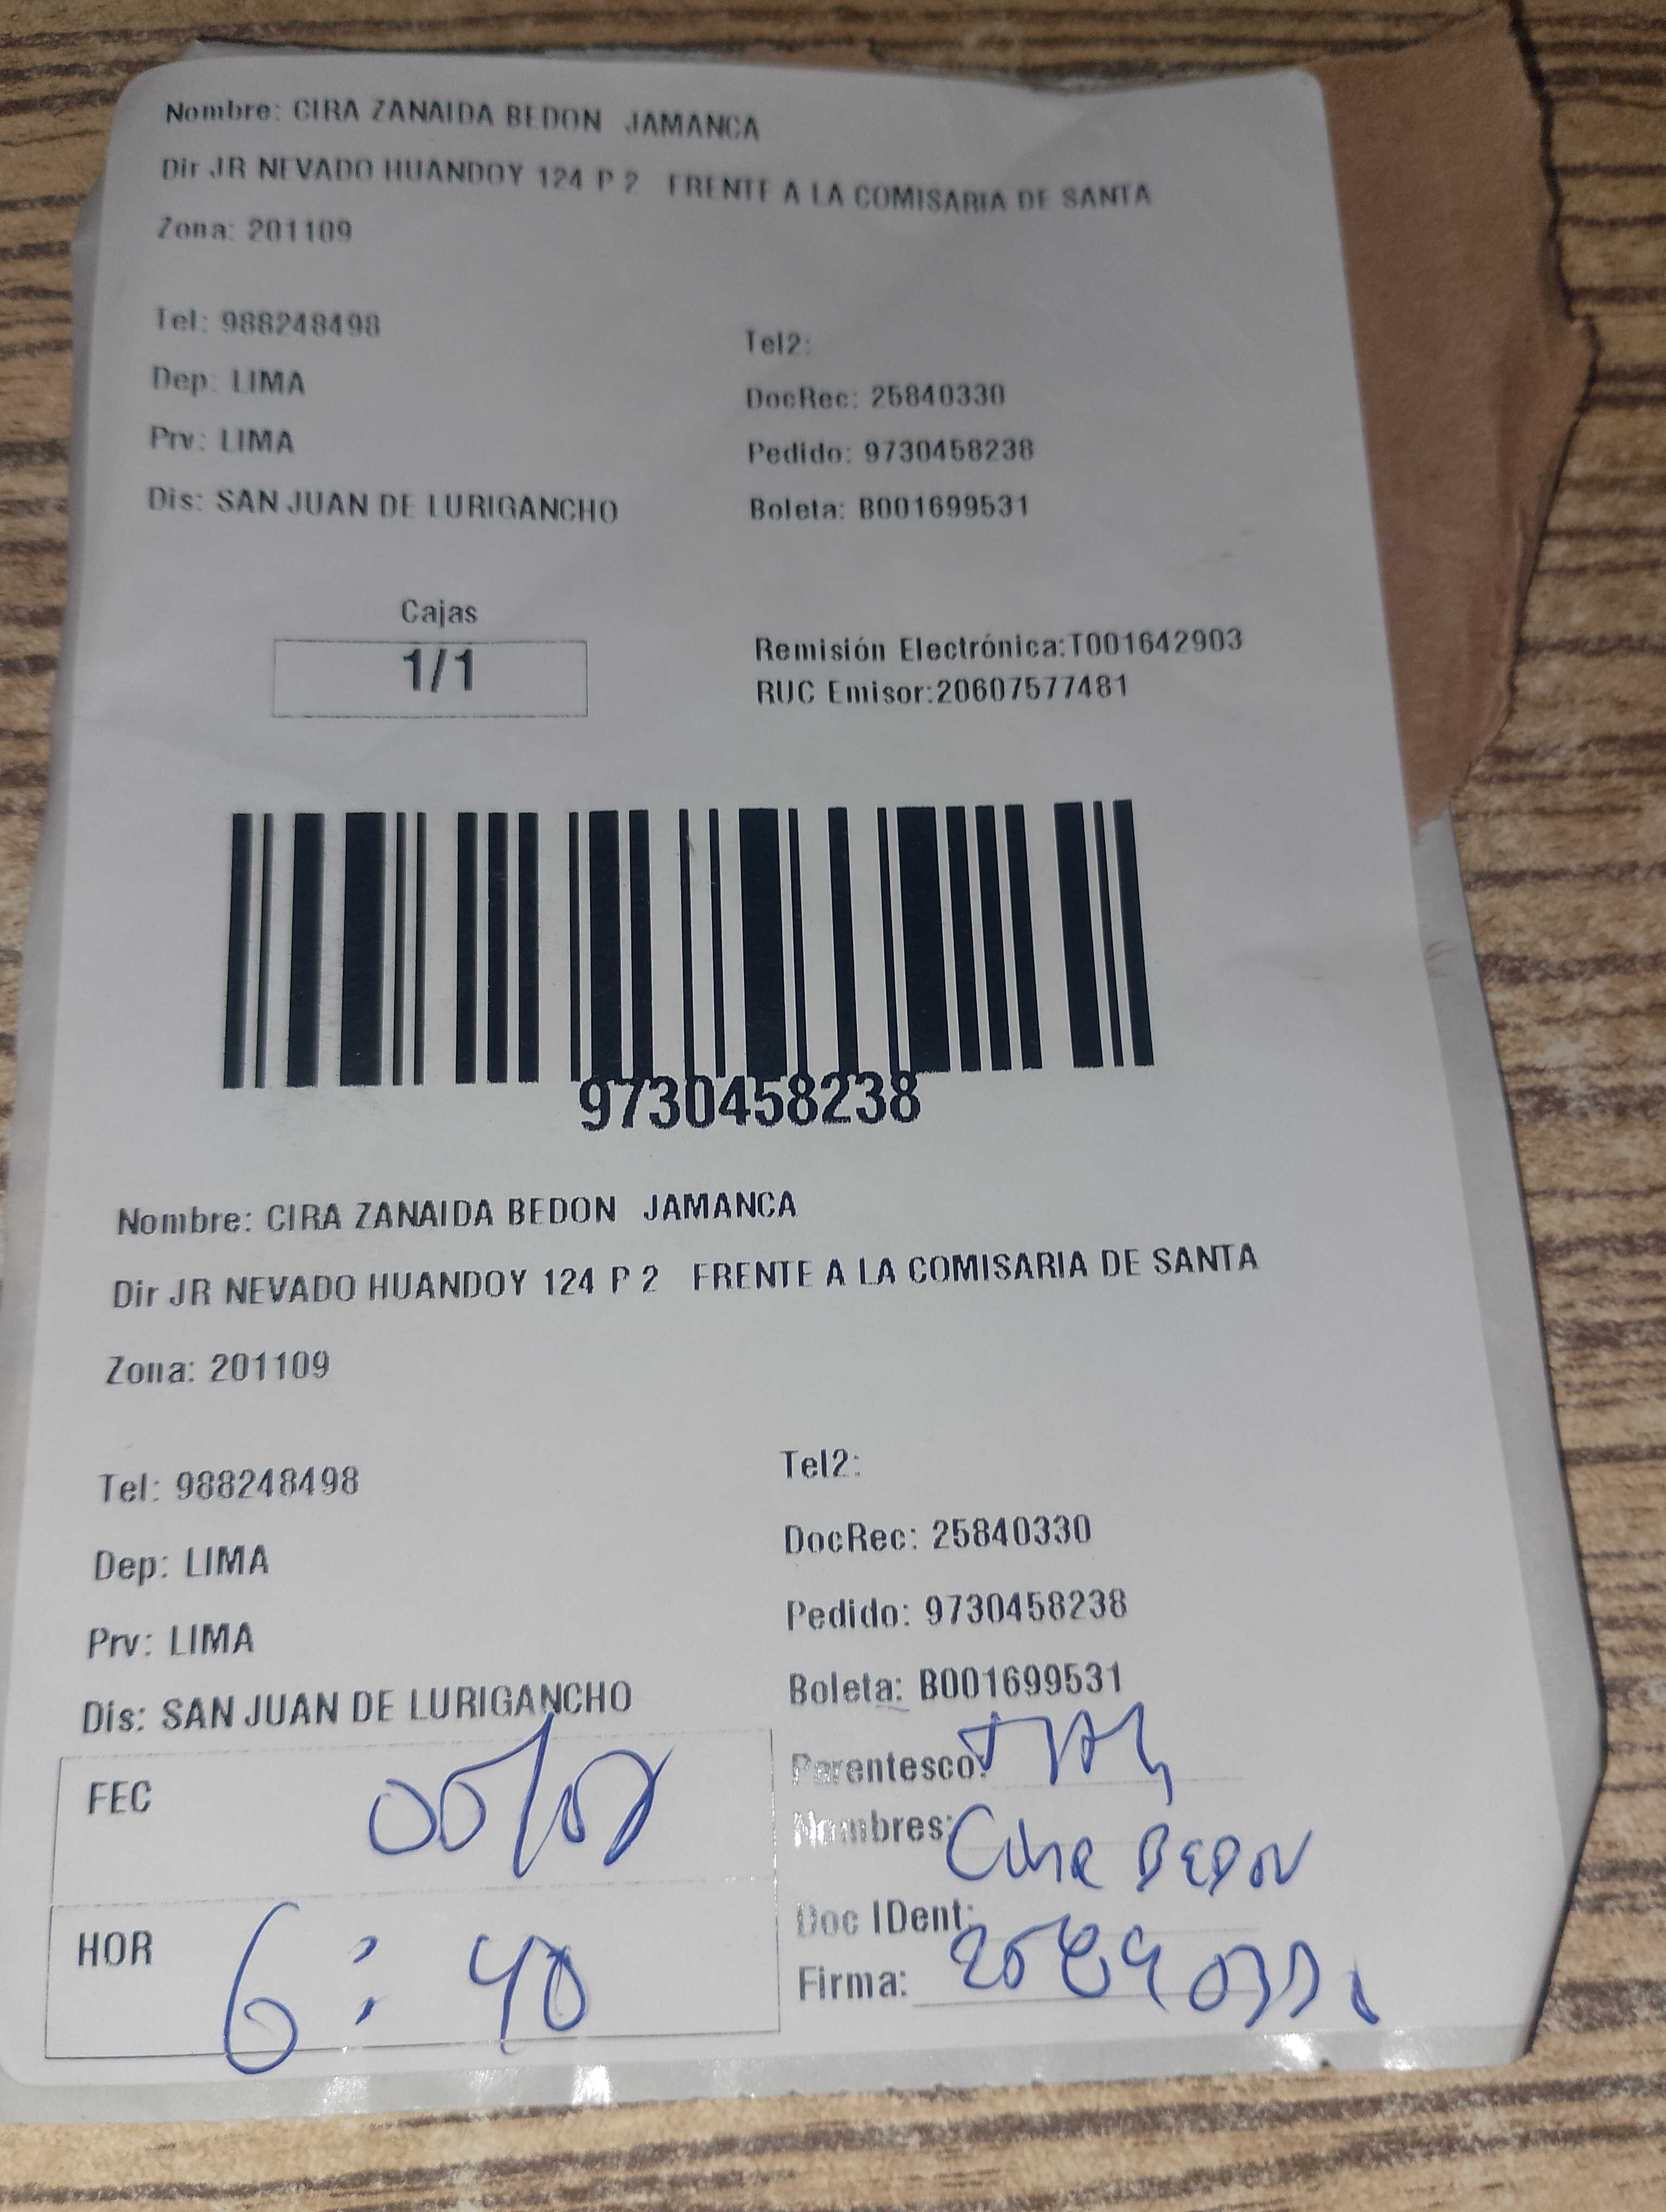 Nombre: CIRA ZANAIDA BEDON JAMANCA
Dir JR NEVADO HUANDOY 124 P 2 FRENTE A LA COMISARIA DE SANTA
Zona: 201109
Tel: 988248498
Tel2:
Dep: LIMA
DocRec: 25840330
Prv: LIMA
Pedido: 9730458238
Dis: SAN JUAN DE LURIGANCHO
Boleta: B001699531
Cajas
1/1
Remisión Electrónica:T001642903
RUC Emisor:20607577481
9730458238
Nombre: CIRA ZANAIDA BEDON JAMANCA
Dir JR NEVADO HUANDOY 124 P 2 FRENTE A LA COMISARIA DE SANTA
Zona: 201109
Tel: 988248498
Tel2:
Dep: LIMA
DocRec: 25840330
Prv: LIMA
Pedido: 9730458238
Dis: SAN JUAN DE LURIGANCHO
Boleta: B001699531
FEC
Parentesco:
Nombres: BEDON
HOR 6:40
Doc IDent:
Firma: